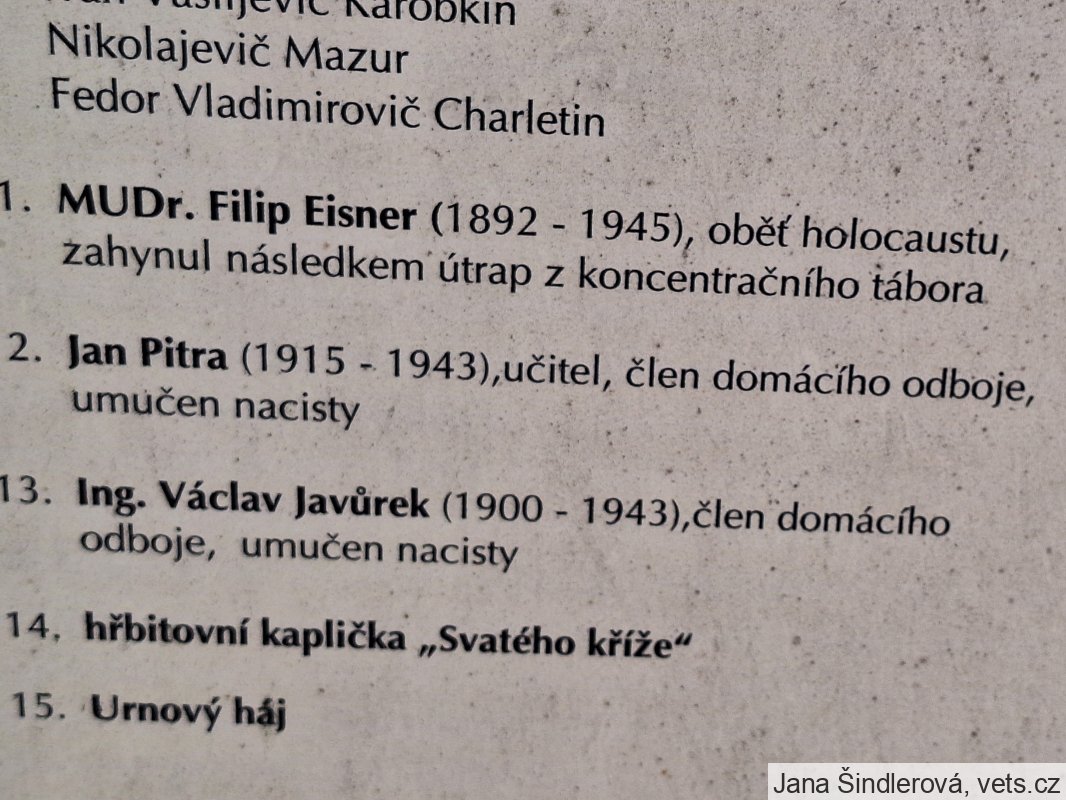 Vasiljevič Karobkin
Nikolajevič Mazur
Fedor Vladimirovič Charletin
1. MUDr. Filip Eisner (1892 - 1945), oběť holocaustu,
zahynul následkem útrap z koncentračního tábora
2. Jan Pitra (1915 - 1943),učitel, člen domácího odboje,
umučen nacisty
13. Ing. Václav Javůrek (1900 - 1943),člen domácího
odboje, umučen nacisty
14. hřbitovní kaplička „Svatého kříže“
15. Urnový háj
Jana Šindlerová, vets.cz